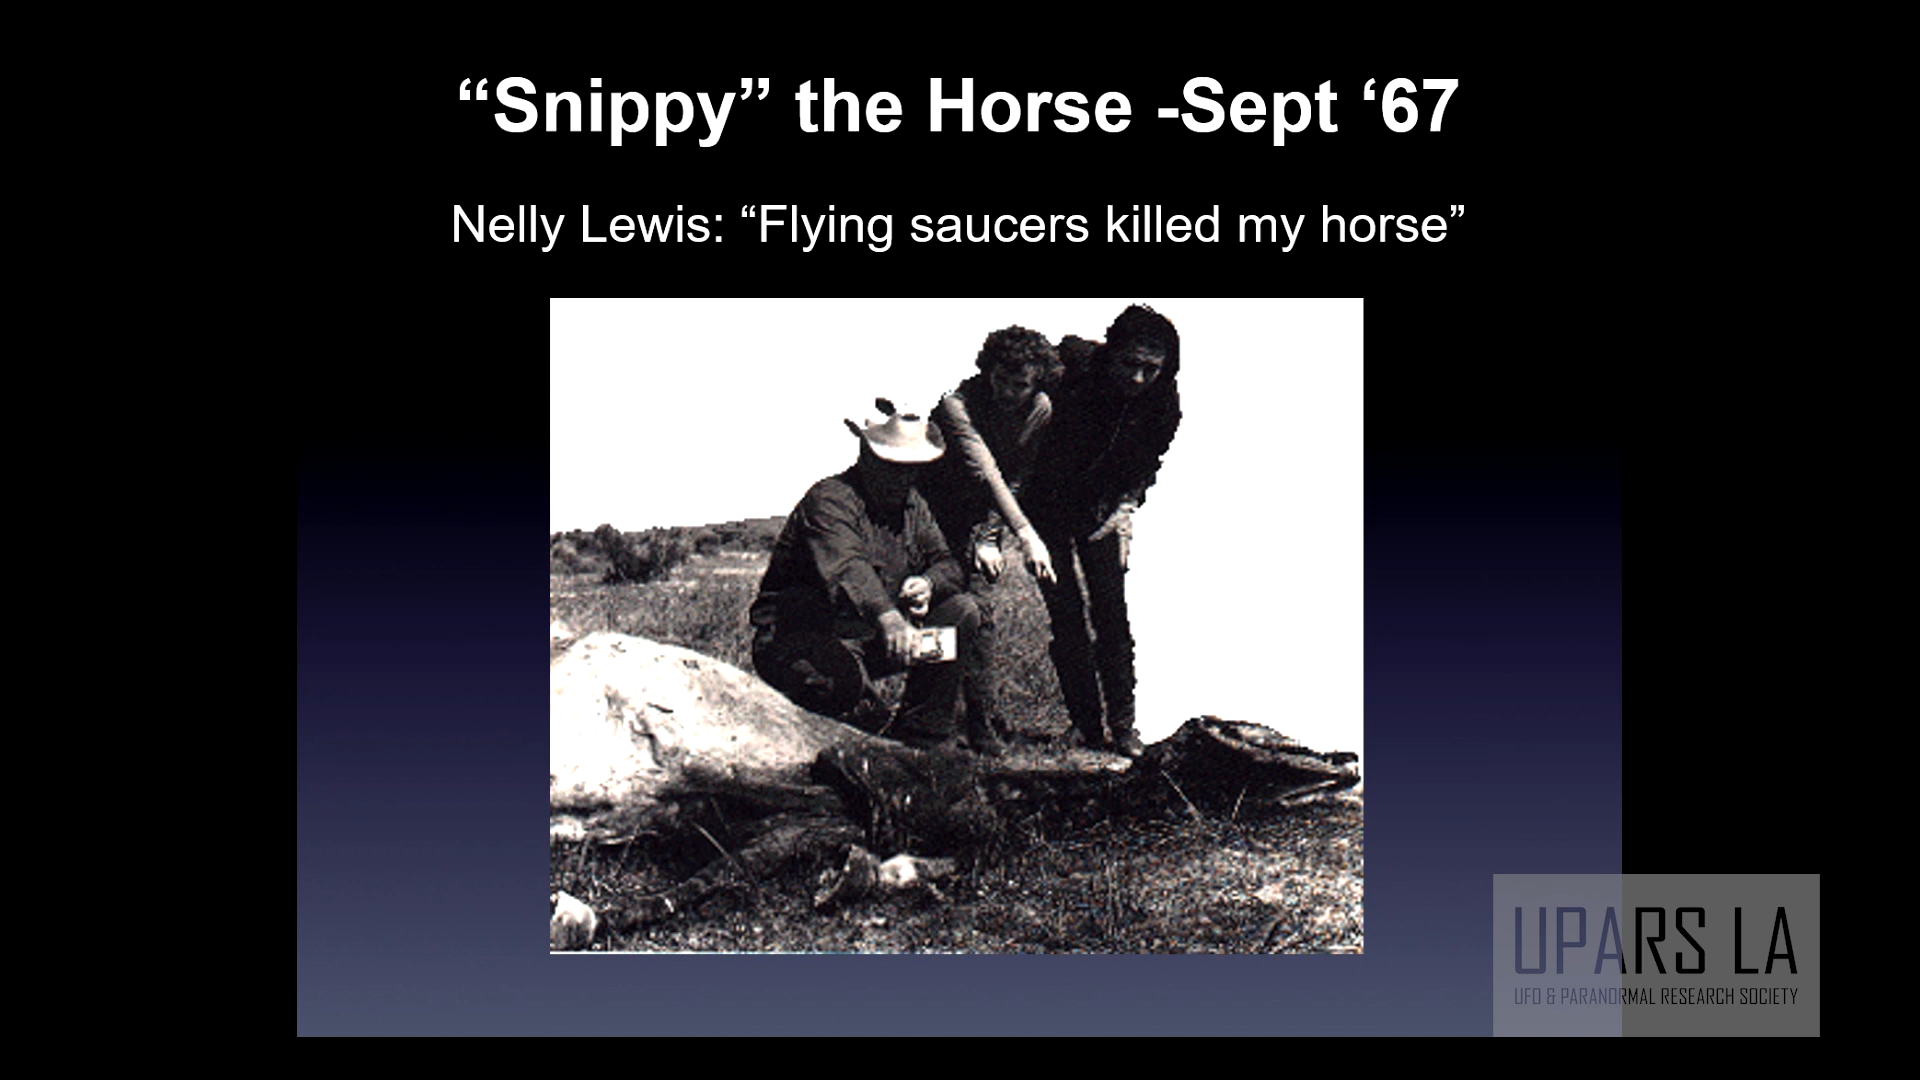 “Snippy” the Horse -Sept ‘67
Nelly Lewis: “Flying saucers killed my horse”
UPARS LA
UFO & PARANORMAL RESEARCH SOCIETY